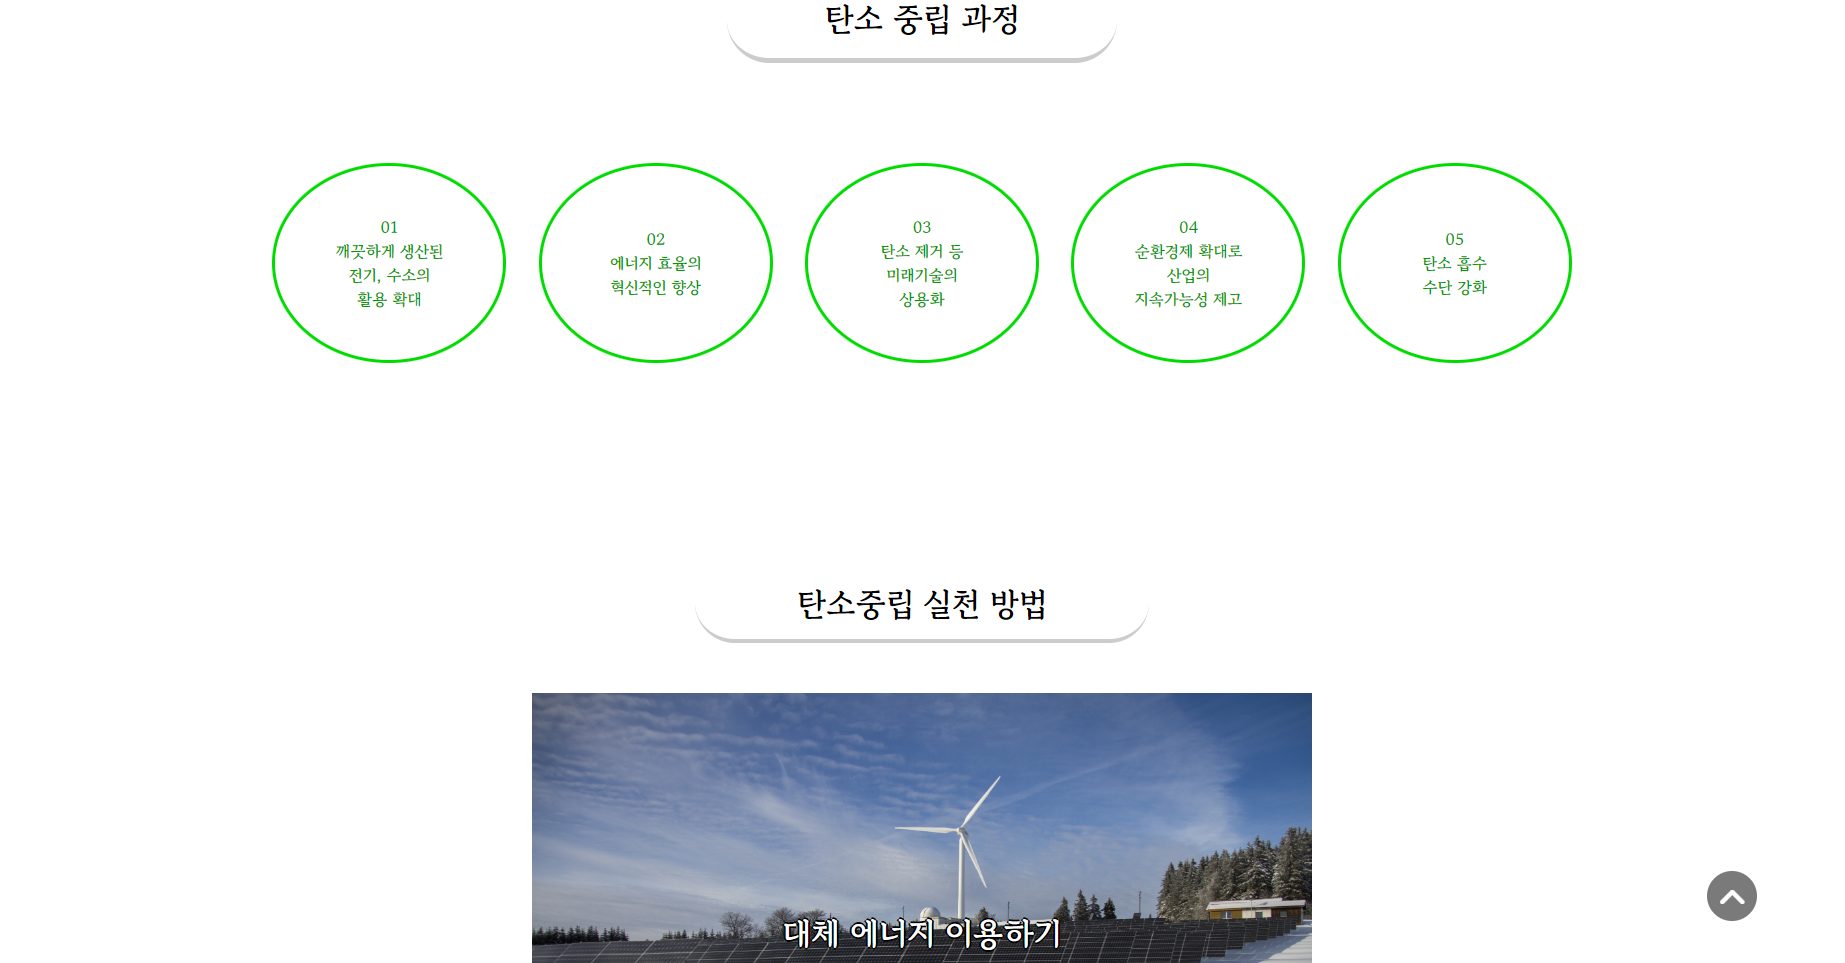 탄소 중립 과정
01
깨끗하게 생산된
전기, 수소의
활용 확대
02
에너지 효율의
혁신적인 향상
03
탄소 제거 등
미래기술의
상용화
04
순환경제 확대로
산업의
지속가능성 제고
05
탄소 흡수
수단 강화
탄소중립 실천 방법
대체 에너지 이용하기